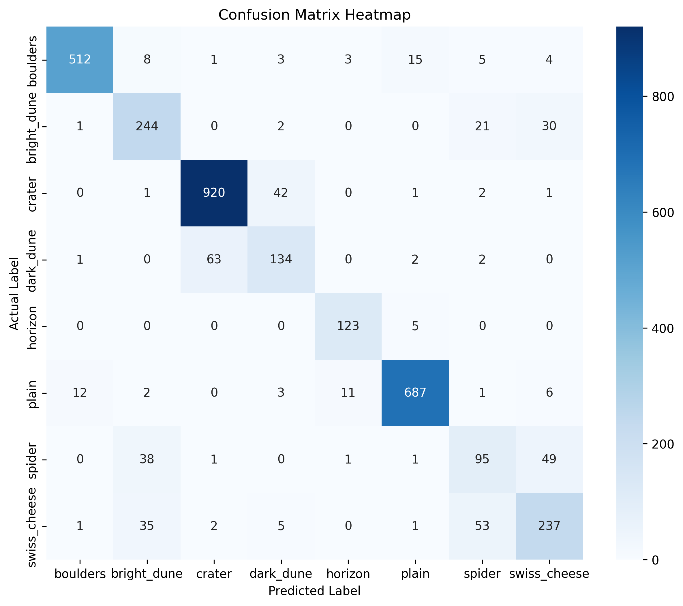 Confusion Matrix Heatmap
Actual Label
boulders 512 8 1 3 3 15 5 4
bright_dune 1 244 0 2 0 0 21 30
crater 0 1 920 42 0 1 2 1
dark_dune 1 0 63 134 0 2 2 0
horizon 0 0 0 0 123 5 0 0
plain 12 2 0 3 11 687 1 6
spider 0 38 1 0 1 1 95 49
swiss_cheese 1 35 2 5 0 1 53 237
boulders bright_dune crater dark_dune horizon plain spider swiss_cheese
Predicted Label
800
600
400
200
0